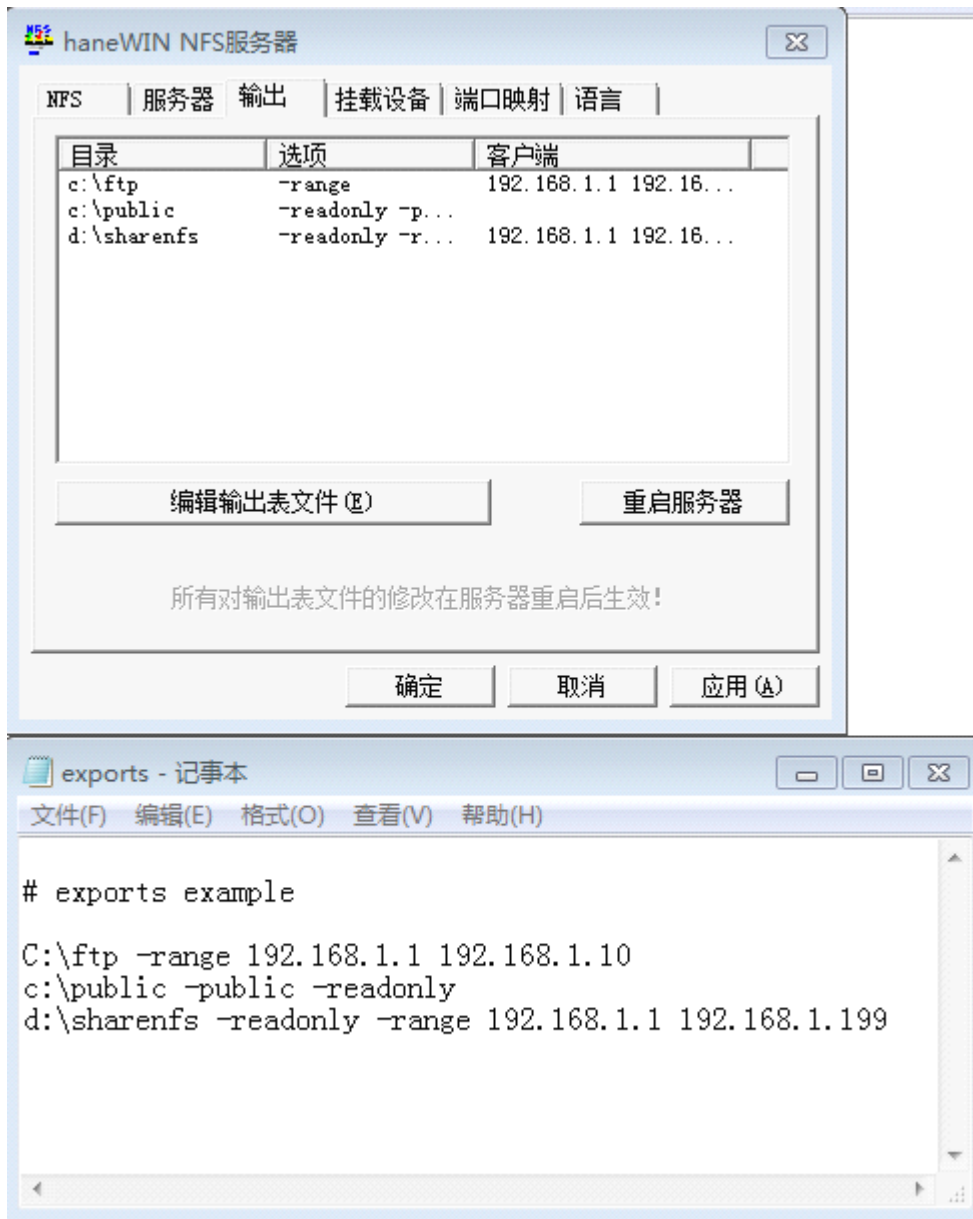 haneWIN NFS服务器
NFS 服务器 输出 挂载设备 端口映射 语言
目录 选项 客户端
c:\ftp -range 192.168.1.1 192.16...
c:\public -readonly -p...
d:\sharenfs -readonly -r... 192.168.1.1 192.16...
编辑输出表文件(E) 重启服务器
所有对输出表文件的修改在服务器重启后生效!
确定 取消 应用(A)
exports - 记事本
文件(F) 编辑(E) 格式(O) 查看(V) 帮助(H)
# exports example
C:\ftp -range 192.168.1.1 192.168.1.10
c:\public -public -readonly
d:\sharenfs -readonly -range 192.168.1.1 192.168.1.199